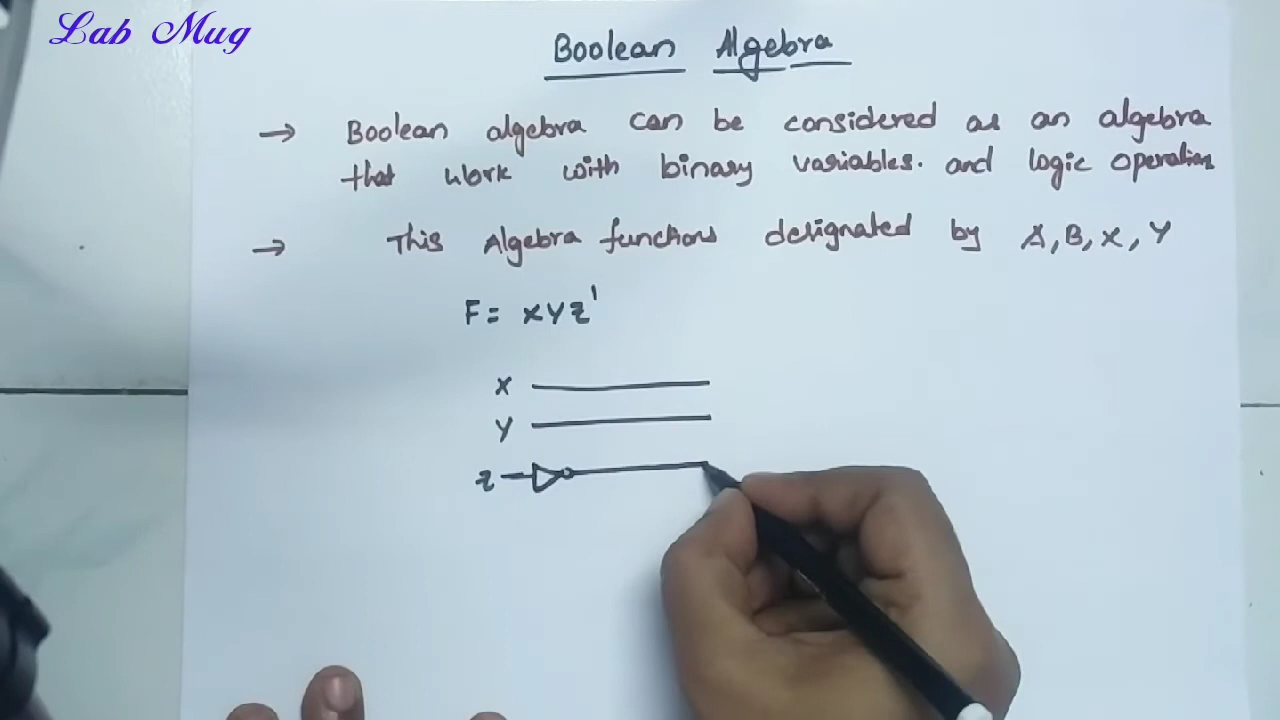 Lab Mug
Boolean Algebra
→ Boolean algebra can be considered as an algebra
that work with binary variables. and logic operations
→ This Algebra functions designated by A, B, X, Y
F = XYZ'
X
Y
Z